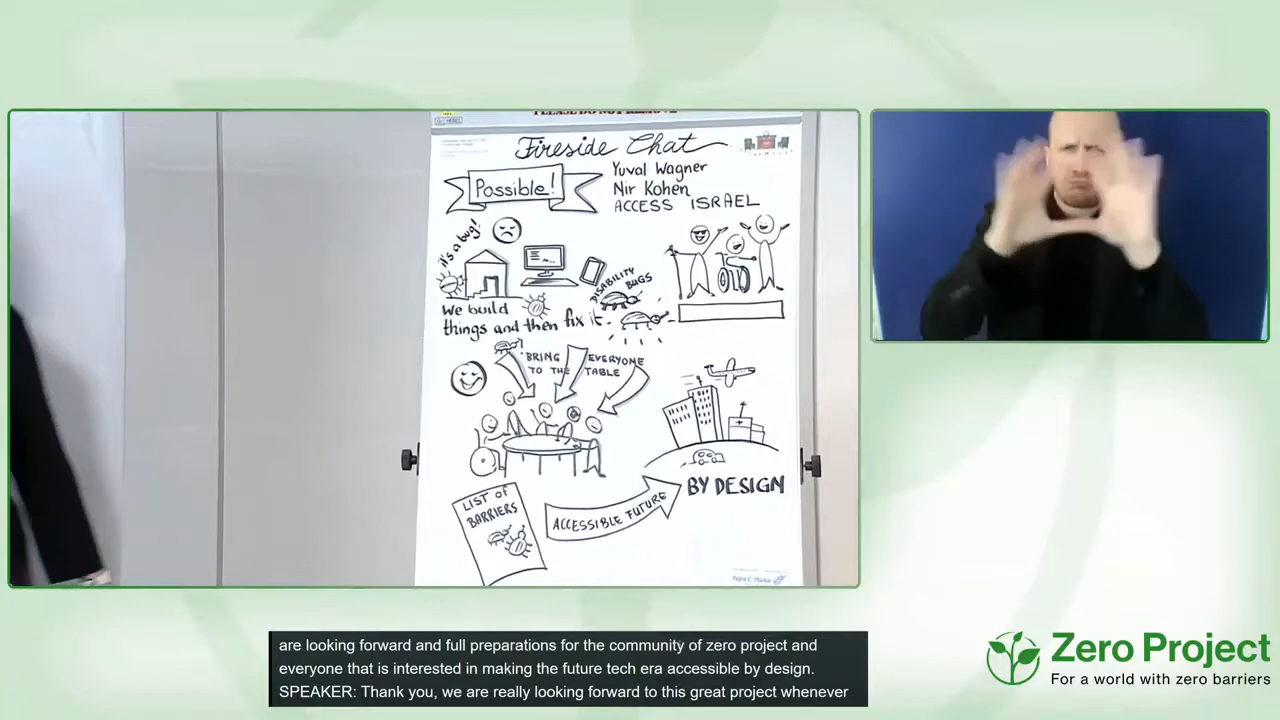 Fireside Chat
Possible!
Yuval Wagner
Nir Kohen
ACCESS ISRAEL
it's a bug!
DISABILITY
BUGS
We build
things and then fix it
BRING EVERYONE
TO THE TABLE
LIST OF
BARRIERS
ACCESSIBLE FUTURE
BY DESIGN
are looking forward and full preparations for the community of zero project and
everyone that is interested in making the future tech era accessible by design.
SPEAKER: Thank you, we are really looking forward to this great project whenever
Zero Project
For a world with zero barriers